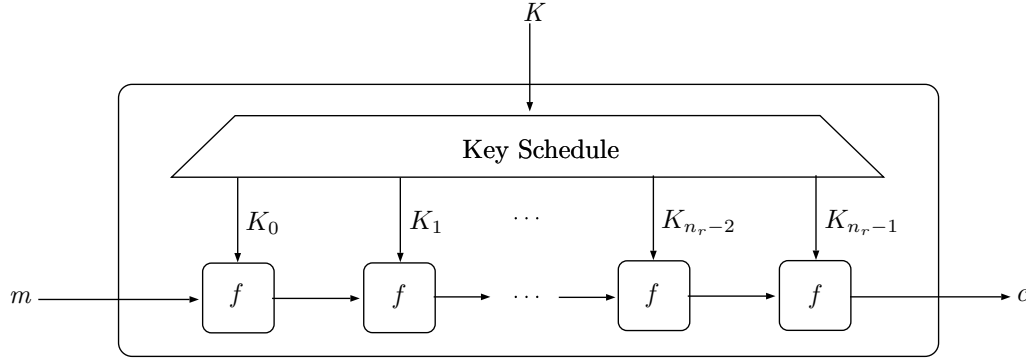 K
Key Schedule
K_0 K_1 ⋯ K_{n_r−2} K_{n_r−1}
m f f ⋯ f f c